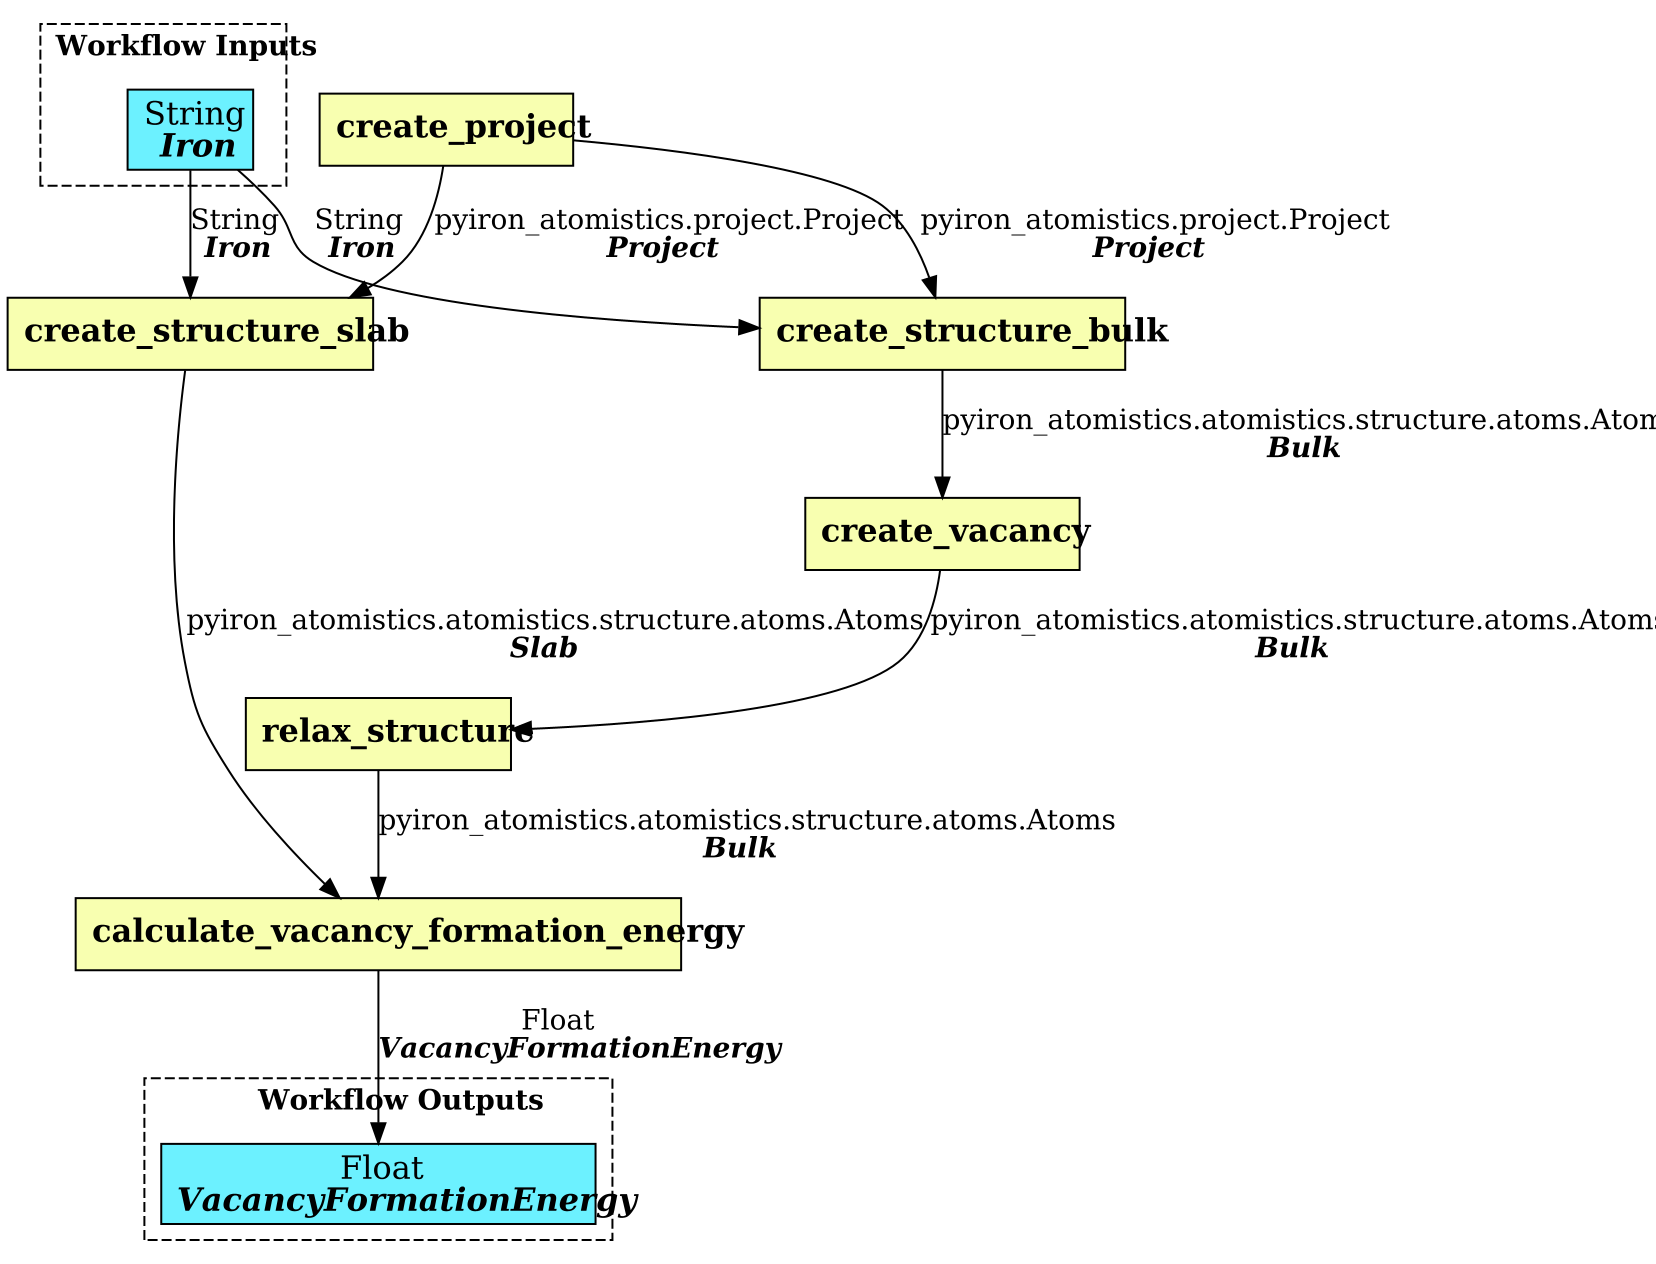 Workflow Inputs
String
Iron
create_project
String
Iron
String
Iron
pyiron_atomistics.project.Project
Project
pyiron_atomistics.project.Project
Project
create_structure_slab
create_structure_bulk
pyiron_atomistics.atomistics.structure.atoms.Atom
Bulk
create_vacancy
pyiron_atomistics.atomistics.structure.atoms.Atoms
Slab
pyiron_atomistics.atomistics.structure.atoms.Atoms
Bulk
relax_structure
pyiron_atomistics.atomistics.structure.atoms.Atoms
Bulk
calculate_vacancy_formation_energy
Float
VacancyFormationEnergy
Workflow Outputs
Float
VacancyFormationEnergy